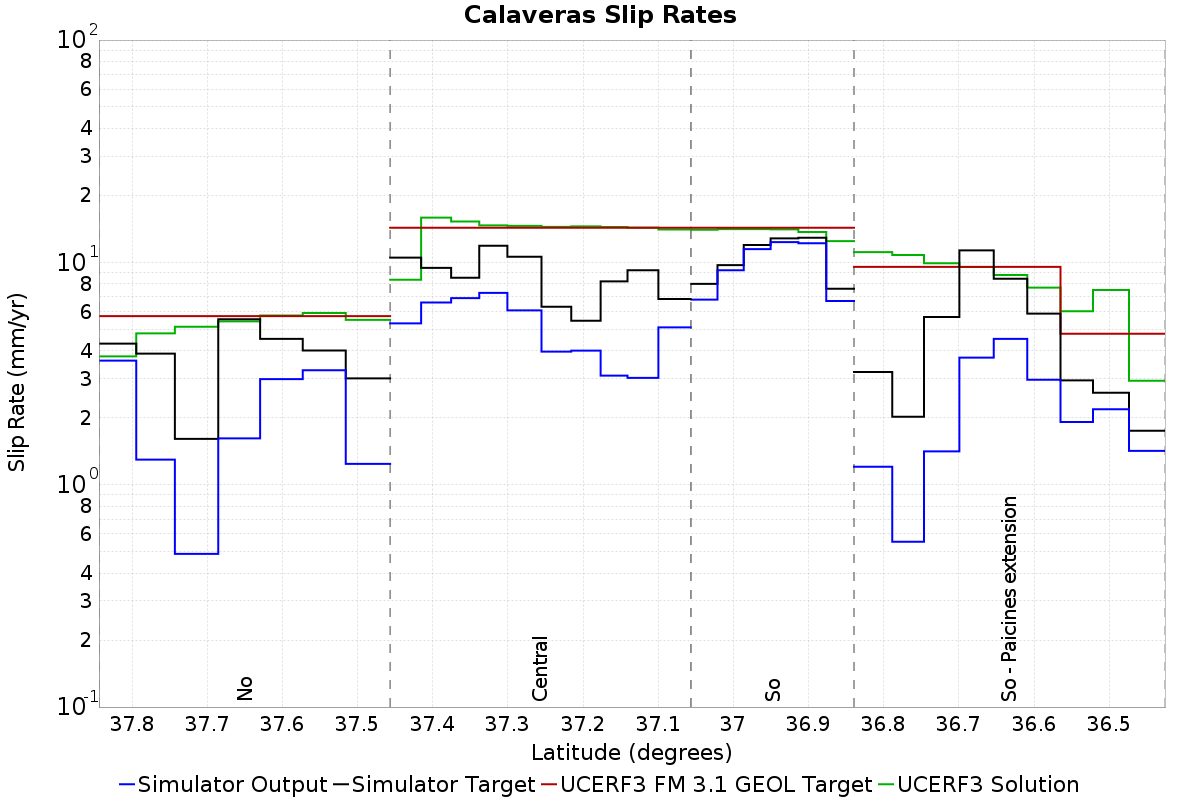 Calaveras Slip Rates
10^2
8
6
4
3
2
10^1
8
6
4
3
2
10^0
8
6
4
3
2
10^-1
Slip Rate (mm/yr)
No
Central
So
So - Paicines extension
37.8 37.7 37.6 37.5 37.4 37.3 37.2 37.1 37 36.9 36.8 36.7 36.6 36.5
Latitude (degrees)
Simulator Output Simulator Target UCERF3 FM 3.1 GEOL Target UCERF3 Solution